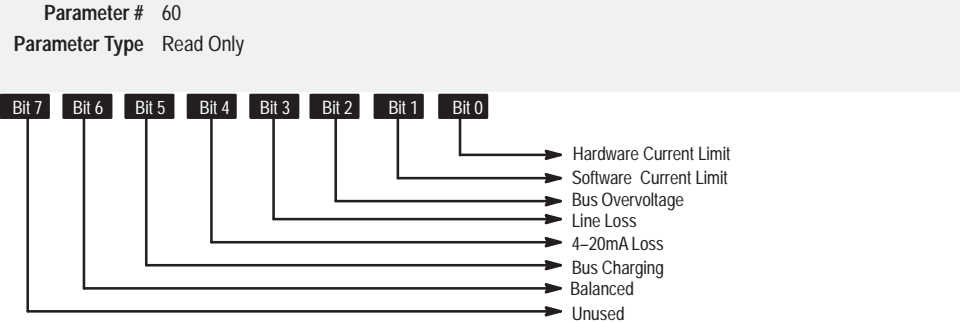 Parameter # 60
Parameter Type Read Only
Bit 7 Bit 6 Bit 5 Bit 4 Bit 3 Bit 2 Bit 1 Bit 0
Hardware Current Limit
Software Current Limit
Bus Overvoltage
Line Loss
4–20mA Loss
Bus Charging
Balanced
Unused